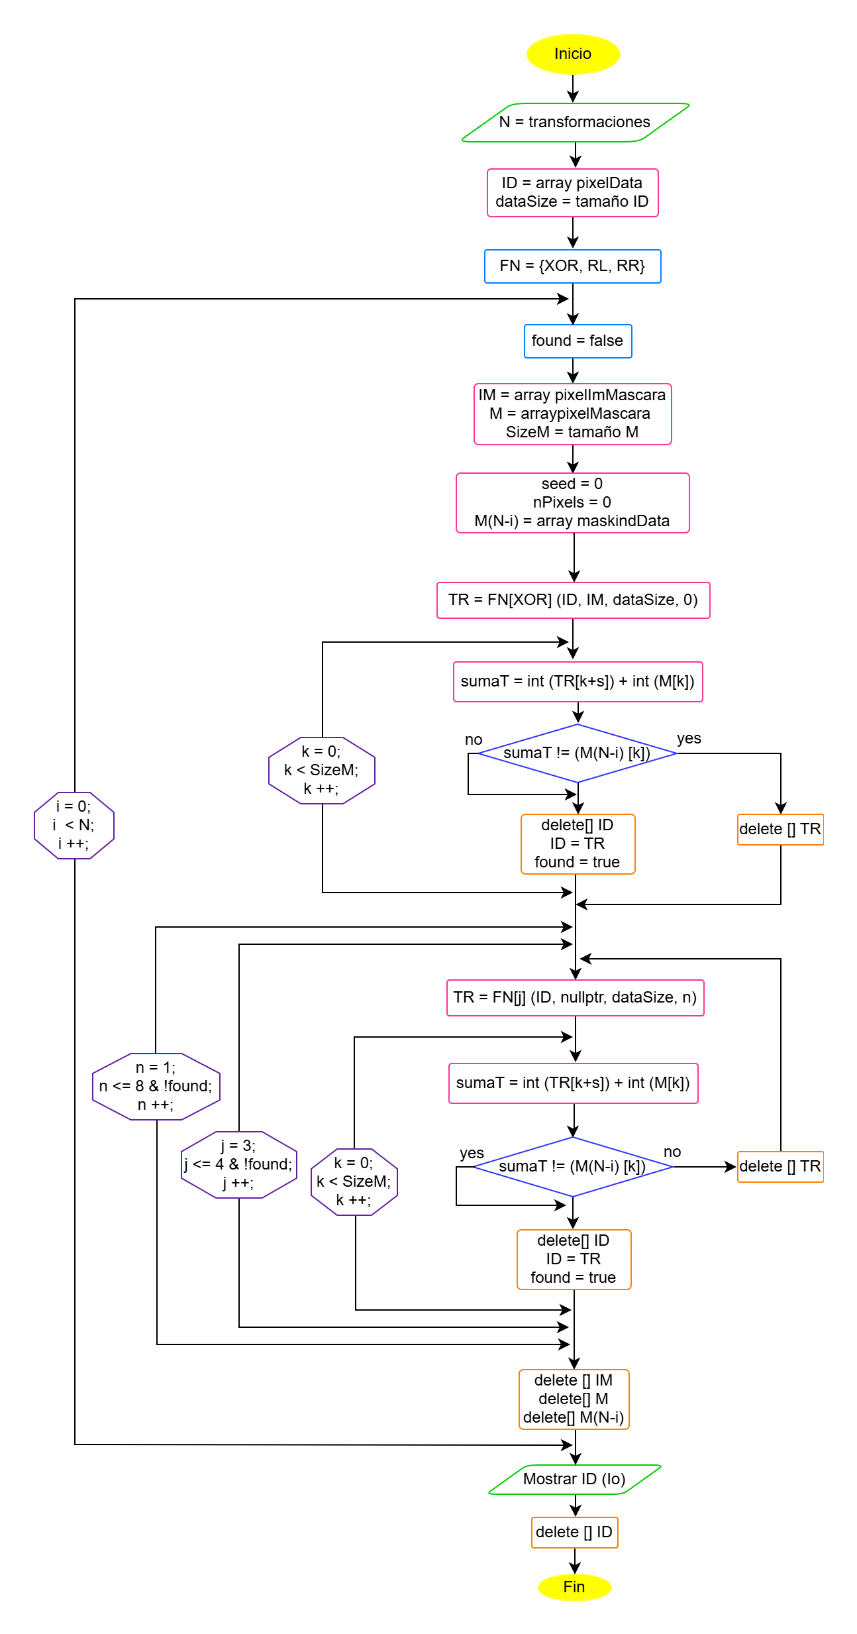 Inicio
N = transformaciones
ID = array pixelData
dataSize = tamaño ID
FN = {XOR, RL, RR}
found = false
IM = array pixelImMascara
M = arraypixelMascara
SizeM = tamaño M
seed = 0
nPixels = 0
M(N-i) = array maskindData
TR = FN[XOR] (ID, IM, dataSize, 0)
sumaT = int (TR[k+s]) + int (M[k])
k = 0;
k < SizeM;
k ++;
no
sumaT != (M(N-i) [k])
yes
i = 0;
i < N;
i ++;
delete[] ID
ID = TR
found = true
delete [] TR
TR = FN[j] (ID, nullptr, dataSize, n)
n = 1;
n <= 8 & !found;
n ++;
sumaT = int (TR[k+s]) + int (M[k])
j = 3;
j <= 4 & !found;
j ++;
k = 0;
k < SizeM;
k ++;
yes
sumaT != (M(N-i) [k])
no
delete [] TR
delete[] ID
ID = TR
found = true
delete [] IM
delete[] M
delete[] M(N-i)
Mostrar ID (Io)
delete [] ID
Fin